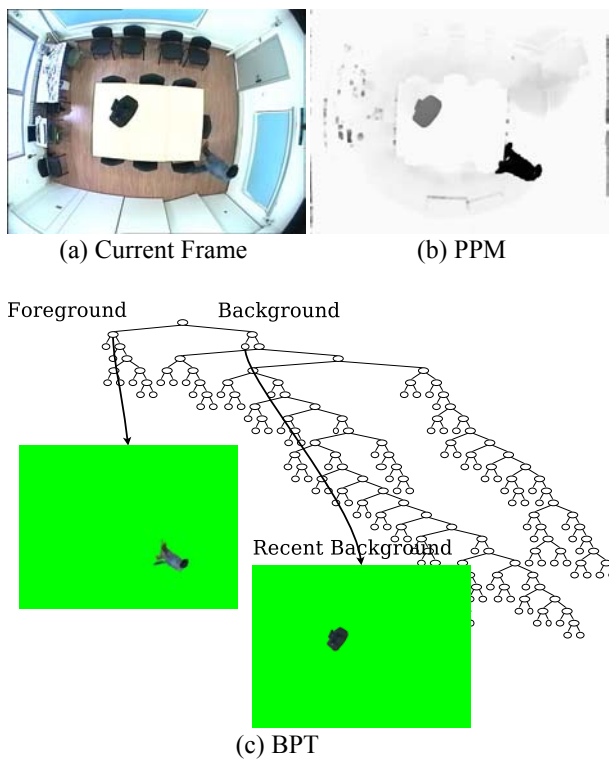 (a) Current Frame
(b) PPM
Foreground
Background
Recent Background
(c) BPT